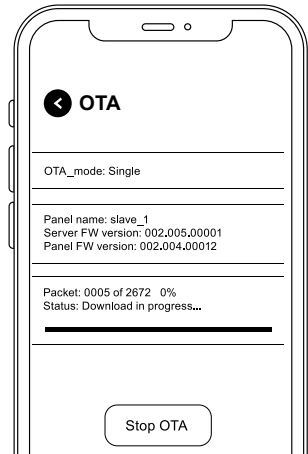 OTA
OTA_mode: Single
Panel name: slave_1
Server FW version: 002.005.00001
Panel FW version: 002.004.00012
Packet: 0005 of 2672 0%
Status: Download in progress...
Stop OTA